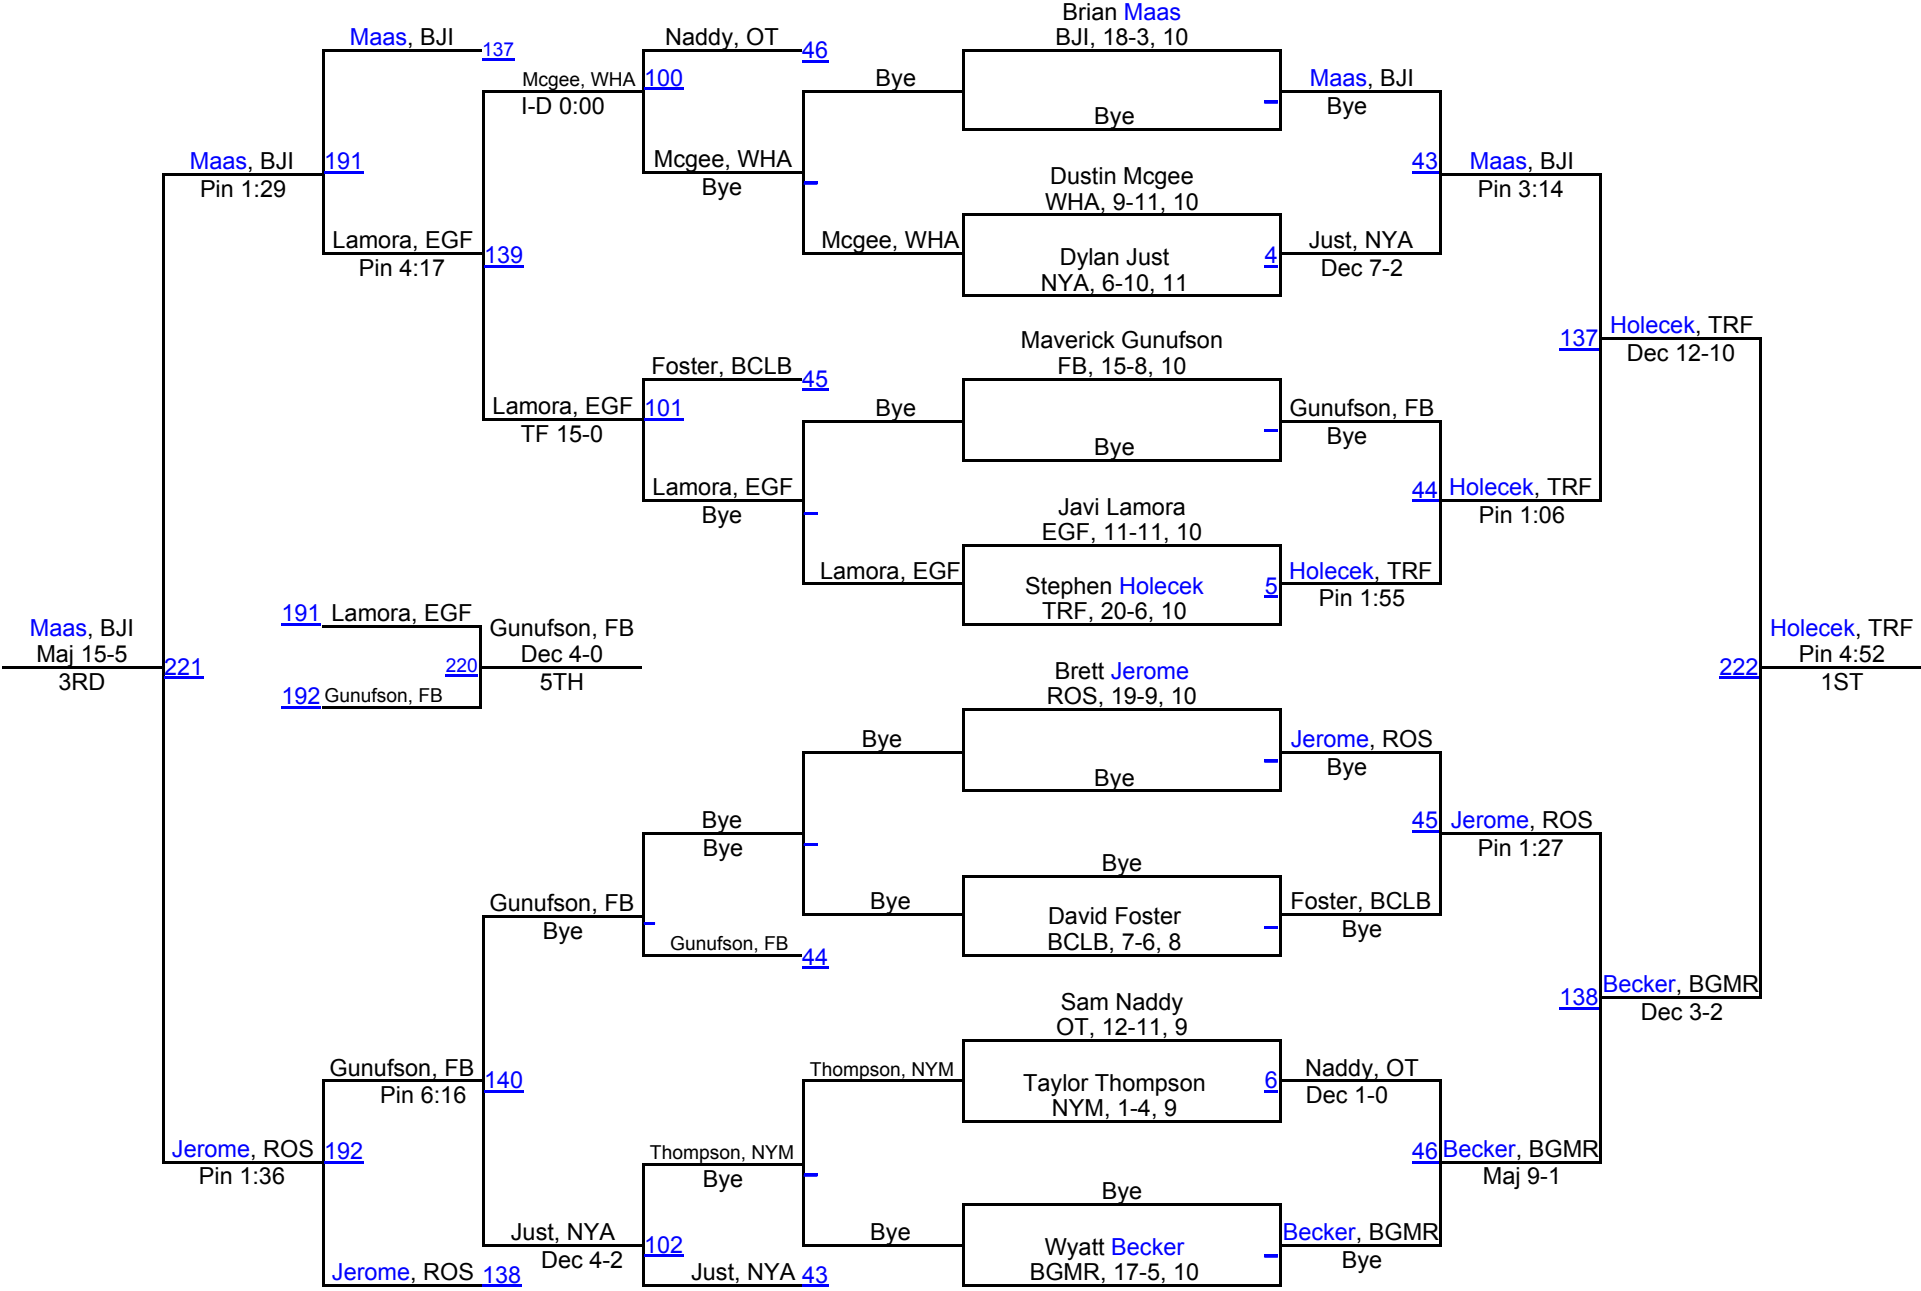 Brian Maas
BJI, 18-3, 10
Bye
Dustin Mcgee
WHA, 9-11, 10
Dylan Just
NYA, 6-10, 11
4
Maverick Gunufson
FB, 15-8, 10
Bye
Javi Lamora
EGF, 11-11, 10
Stephen Holecek
TRF, 20-6, 10
5
Brett Jerome
ROS, 19-9, 10
Bye
Bye
David Foster
BCLB, 7-6, 8
Sam Naddy
OT, 12-11, 9
Taylor Thompson
NYM, 1-4, 9
6
Bye
Wyatt Becker
BGMR, 17-5, 10
Maas, BJI
Bye
Just, NYA
Dec 7-2
Gunufson, FB
Bye
Holecek, TRF
Pin 1:55
Jerome, ROS
Bye
Foster, BCLB
Bye
Naddy, OT
Dec 1-0
Becker, BGMR
Bye
43
Maas, BJI
Pin 3:14
44
Holecek, TRF
Pin 1:06
45
Jerome, ROS
Pin 1:27
46
Becker, BGMR
Maj 9-1
137
Holecek, TRF
Dec 12-10
138
Becker, BGMR
Dec 3-2
222
Holecek, TRF
Pin 4:52
1ST
Bye
Mcgee, WHA
Bye
Lamora, EGF
Bye
Bye
Thompson, NYM
Bye
Naddy, OT
46
Mcgee, WHA
Bye
Foster, BCLB
45
Lamora, EGF
Bye
Bye
Bye
Gunufson, FB
44
Thompson, NYM
Bye
Just, NYA
43
Mcgee, WHA
I-D 0:00
100
Lamora, EGF
TF 15-0
101
Gunufson, FB
Bye
Just, NYA
Dec 4-2
102
Maas, BJI
137
Lamora, EGF
Pin 4:17
139
Gunufson, FB
Pin 6:16
140
Jerome, ROS
138
Maas, BJI
Pin 1:29
191
Jerome, ROS
Pin 1:36
192
191
Lamora, EGF
192
Gunufson, FB
220
Gunufson, FB
Dec 4-0
5TH
Maas, BJI
Maj 15-5
3RD
221